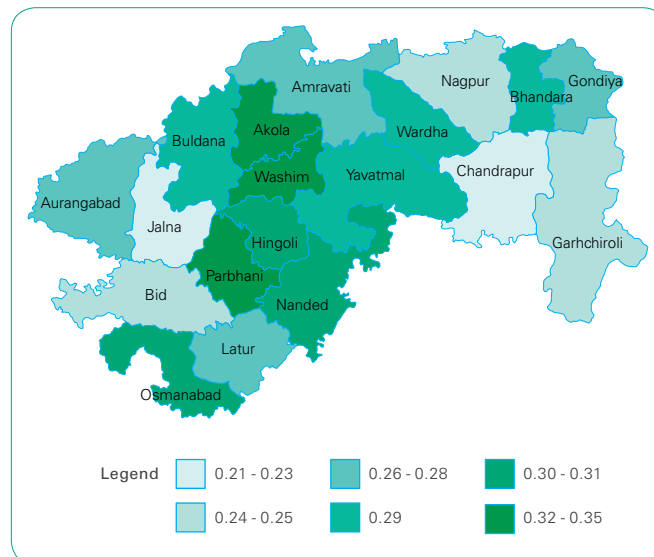 Amravati
Nagpur
Gondiya
Bhandara
Akola
Wardha
Buldana
Washim
Yavatmal
Chandrapur
Aurangabad
Jalna
Hingoli
Garhchiroli
Parbhani
Bid
Nanded
Latur
Osmanabad
Legend
0.21 - 0.23
0.26 - 0.28
0.30 - 0.31
0.24 - 0.25
0.29
0.32 - 0.35